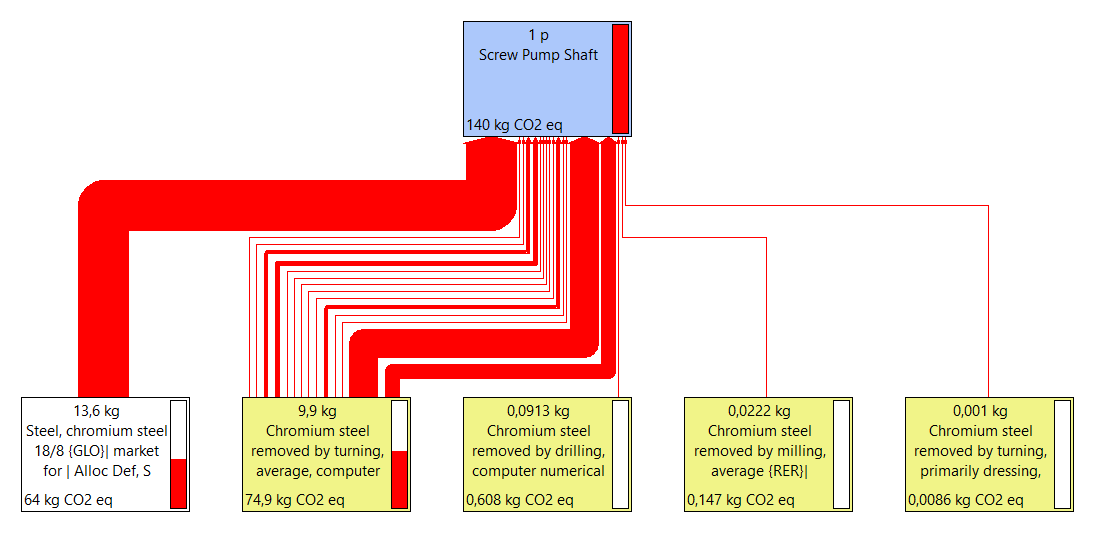 1 p
Screw Pump Shaft
140 kg CO2 eq
13,6 kg
Steel, chromium steel
18/8 {GLO}| market
for | Alloc Def, S
64 kg CO2 eq
9,9 kg
Chromium steel
removed by turning,
average, computer
74,9 kg CO2 eq
0,0913 kg
Chromium steel
removed by drilling,
computer numerical
0,608 kg CO2 eq
0,0222 kg
Chromium steel
removed by milling,
average {RER}|
0,147 kg CO2 eq
0,001 kg
Chromium steel
removed by turning,
primarily dressing,
0,0086 kg CO2 eq